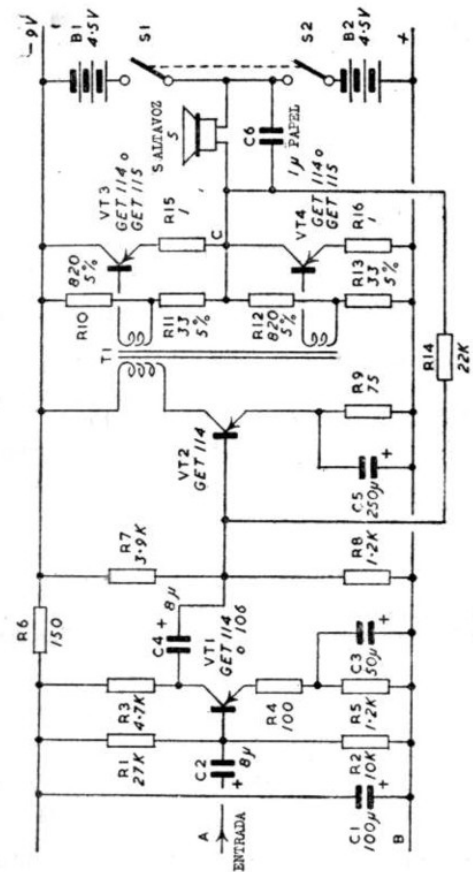 −9V
R6
150
B1
4.5V
S1
S2
B2
4.5V
+
R1
27K
R3
4.7K
R7
3.9K
T1
R10
820
5%
VT3
GET 114 o
GET 115
S.ALTAVOZ
5
R15
1
C
C6
1μ PAPEL
C4
+
8μ
VT1
GET 114
o 106
VT2
GET 114
R11
33
5%
R12
820
5%
VT4
GET 114 o
GET 115
A
ENTRADA
C2
8μ
+
R4
100
C1
100μ
+
R2
10K
R5
1.2K
C3
50μ
+
R8
1.2K
C5
250μ
+
R9
75
R13
33
5%
R16
1
B
R14
22K